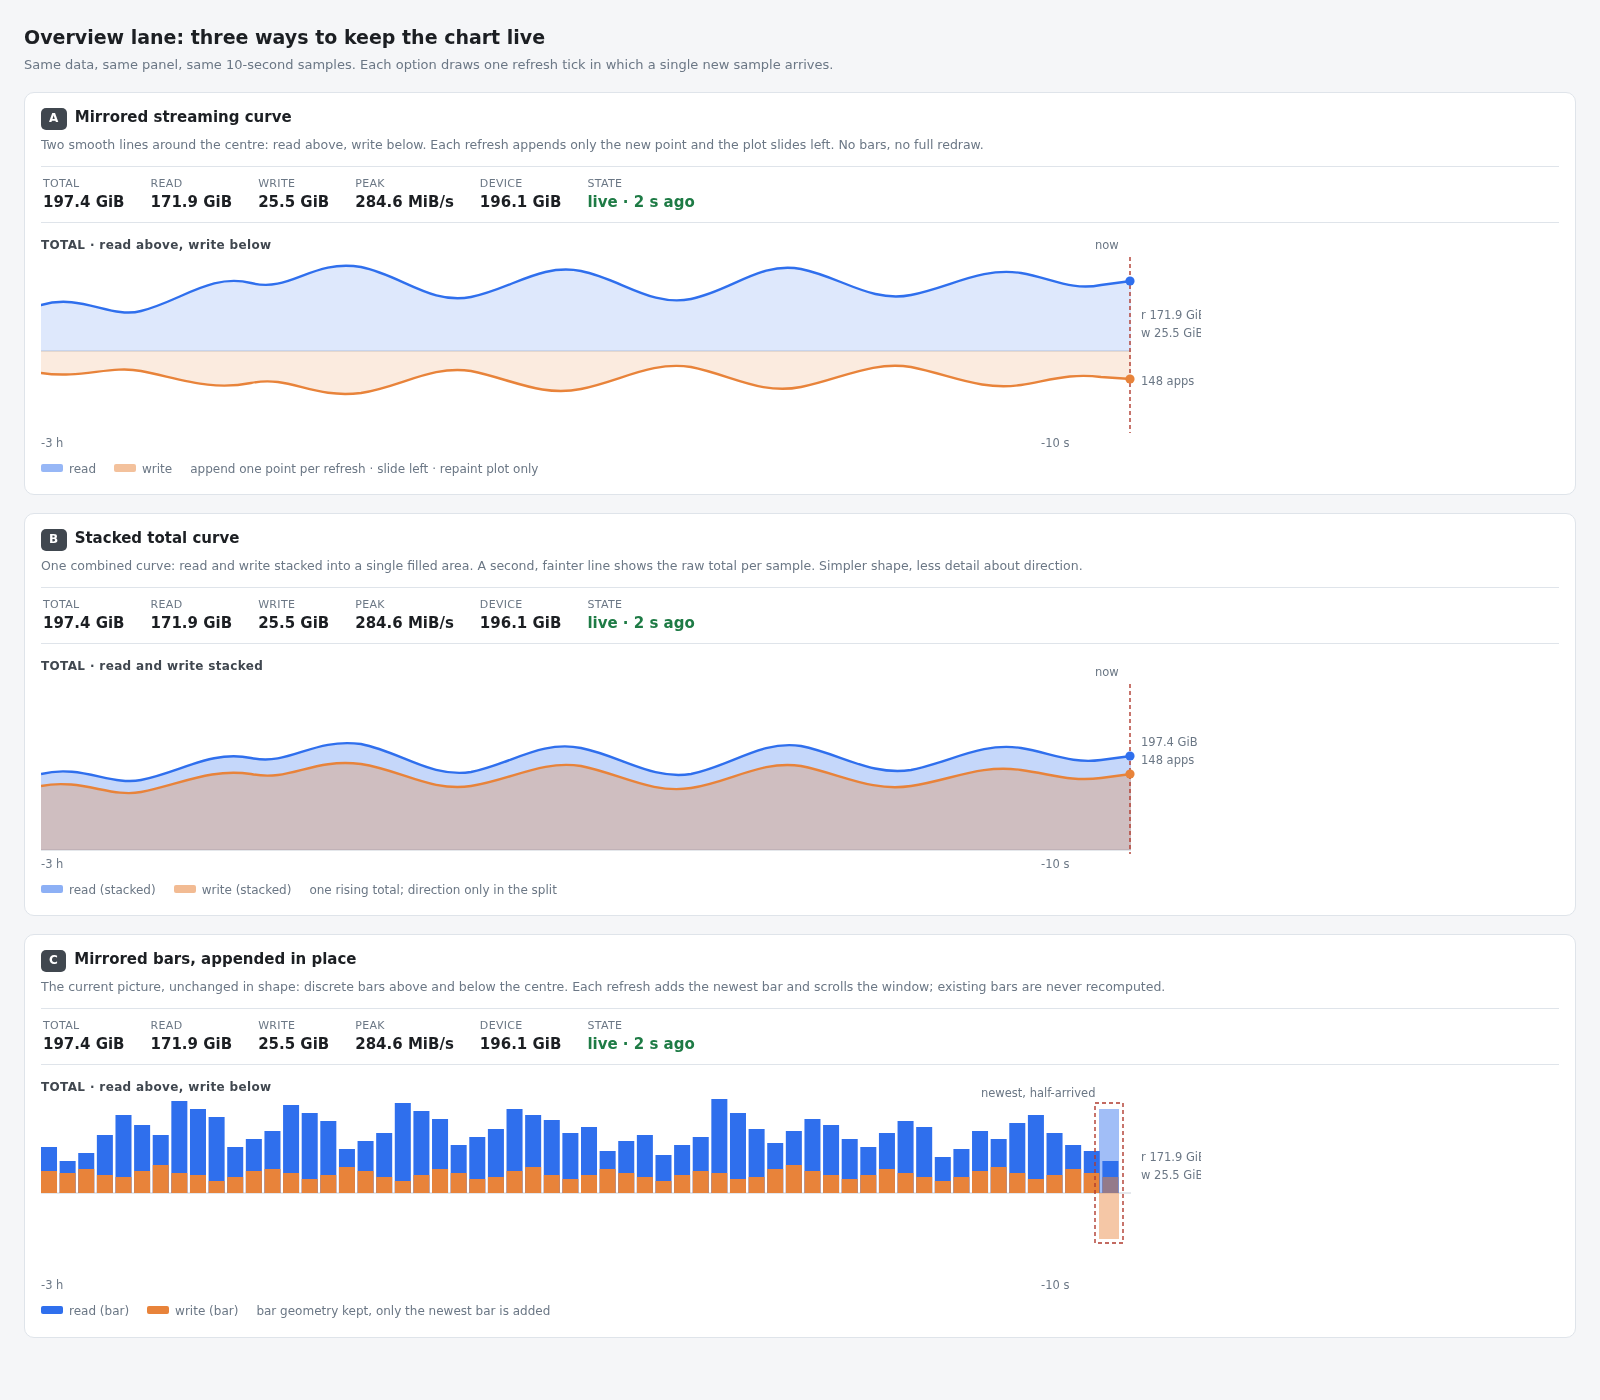 Overview lane: three ways to keep the chart live
Same data, same panel, same 10-second samples. Each option draws one refresh tick in which a single new sample arrives.
A Mirrored streaming curve
Two smooth lines around the centre: read above, write below. Each refresh appends only the new point and the plot slides left. No bars, no full redraw.
TOTAL READ WRITE PEAK DEVICE STATE
197.4 GiB 171.9 GiB 25.5 GiB 284.6 MiB/s 196.1 GiB live · 2 s ago
TOTAL · read above, write below now
r 171.9 GiB
w 25.5 GiB
148 apps
-3 h -10 s
read write append one point per refresh · slide left · repaint plot only
B Stacked total curve
One combined curve: read and write stacked into a single filled area. A second, fainter line shows the raw total per sample. Simpler shape, less detail about direction.
TOTAL READ WRITE PEAK DEVICE STATE
197.4 GiB 171.9 GiB 25.5 GiB 284.6 MiB/s 196.1 GiB live · 2 s ago
TOTAL · read and write stacked now
197.4 GiB
148 apps
-3 h -10 s
read (stacked) write (stacked) one rising total; direction only in the split
C Mirrored bars, appended in place
The current picture, unchanged in shape: discrete bars above and below the centre. Each refresh adds the newest bar and scrolls the window; existing bars are never recomputed.
TOTAL READ WRITE PEAK DEVICE STATE
197.4 GiB 171.9 GiB 25.5 GiB 284.6 MiB/s 196.1 GiB live · 2 s ago
TOTAL · read above, write below newest, half-arrived
r 171.9 GiB
w 25.5 GiB
-3 h -10 s
read (bar) write (bar) bar geometry kept, only the newest bar is added